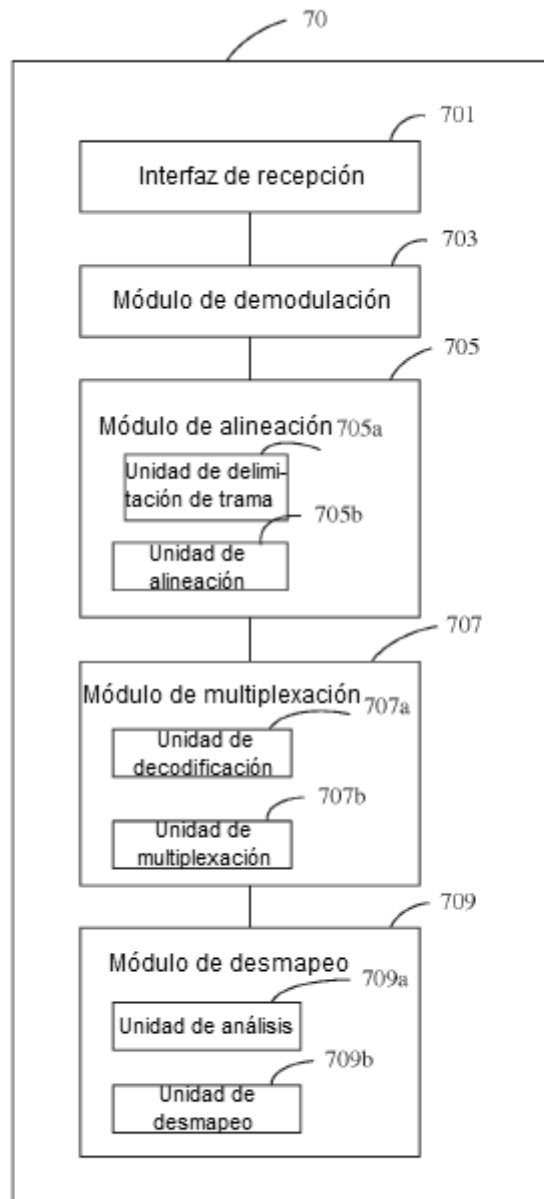 70
701
Interfaz de recepción
703
Módulo de demodulación
705
Módulo de alineación
705a
Unidad de delimi-
tación de trama
705b
Unidad de
alineación
707
Módulo de multiplexación
707a
Unidad de
decodificación
707b
Unidad de
multiplexación
709
Módulo de desmapeo
709a
Unidad de análisis
709b
Unidad de
desmapeo